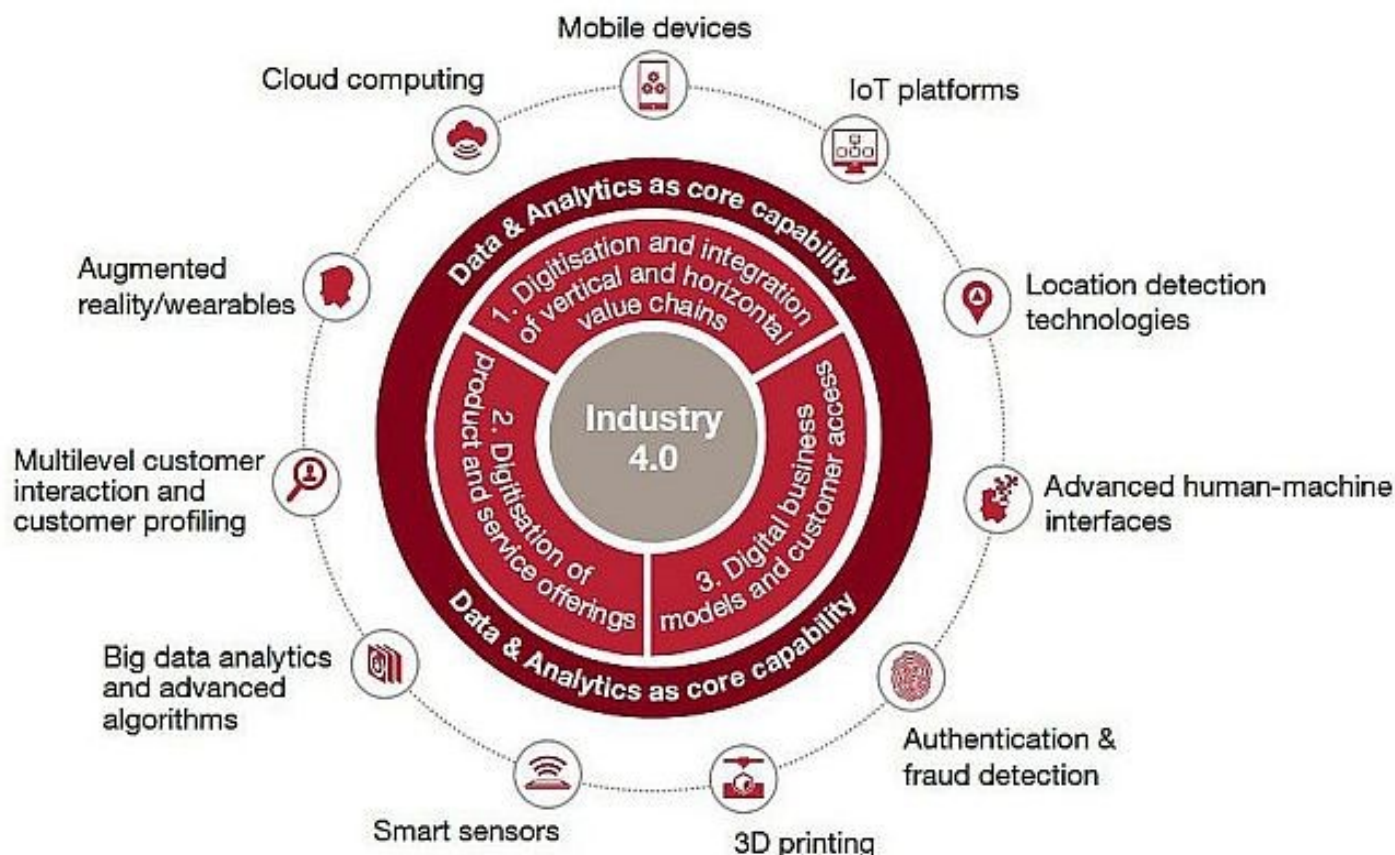 Mobile devices
Cloud computing
IoT platforms
Data & Analytics as core capability
1. Digitisation and integration
of vertical and horizontal
value chains
Augmented
reality/wearables
Location detection
technologies
Industry
4.0
2. Digitisation of
product and service offerings
3. Digital business
models and customer access
Multilevel customer
interaction and
customer profiling
Advanced human-machine
interfaces
Data & Analytics as core capability
Big data analytics
and advanced
algorithms
Authentication &
fraud detection
Smart sensors
3D printing